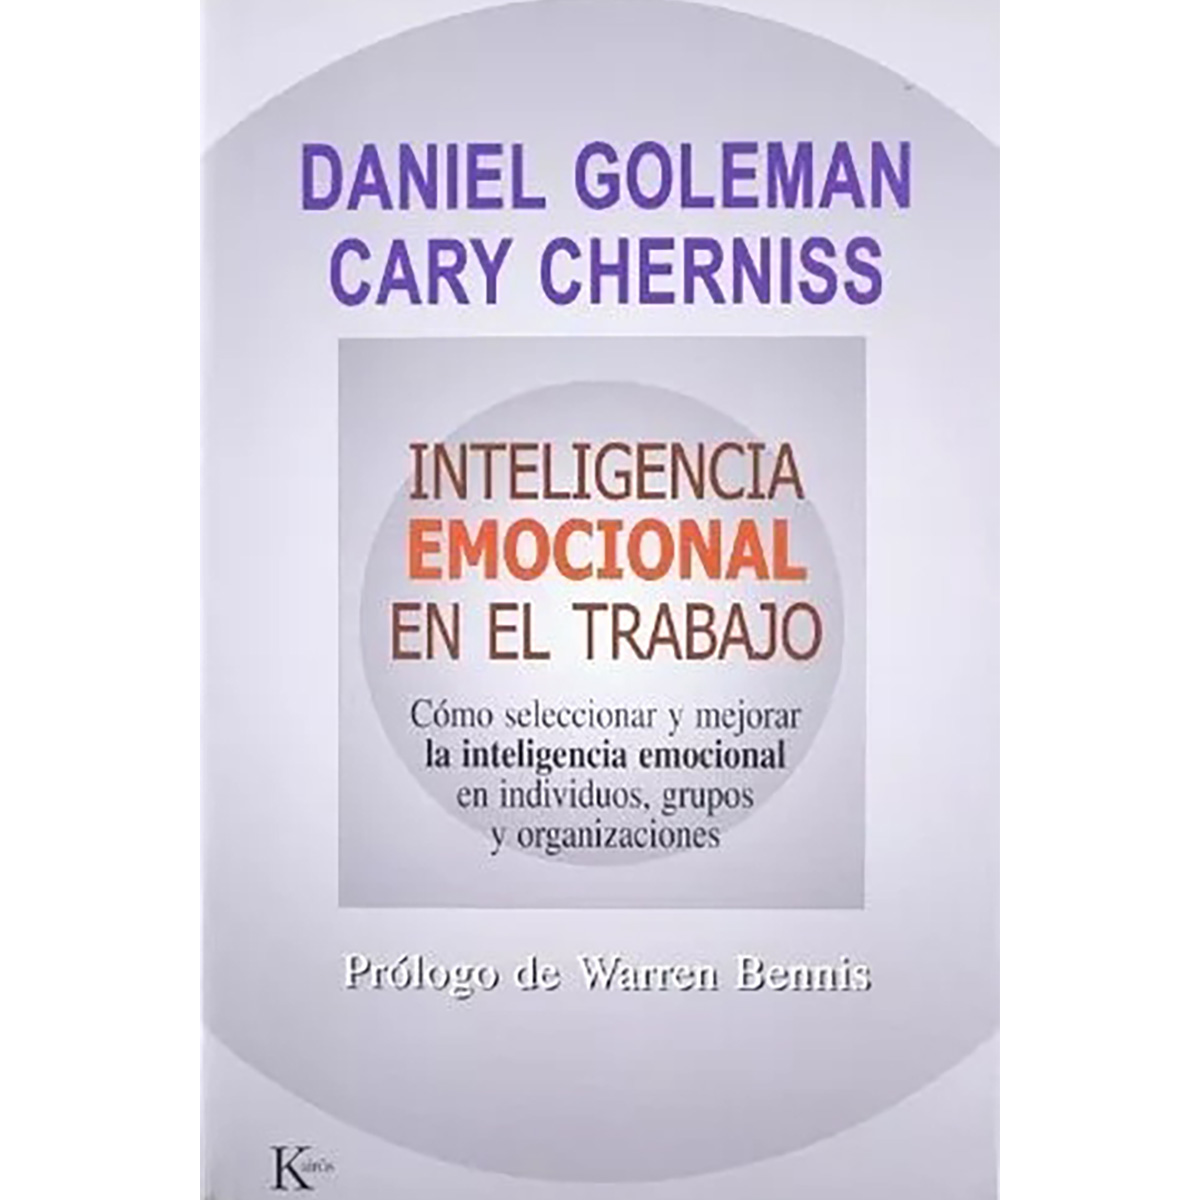 DANIEL GOLEMAN
CARY CHERNISS
INTELIGENCIA
EMOCIONAL
EN EL TRABAJO
Cómo seleccionar y mejorar
la inteligencia emocional
en individuos, grupos
y organizaciones
Prólogo de Warren Bennis
Kairós